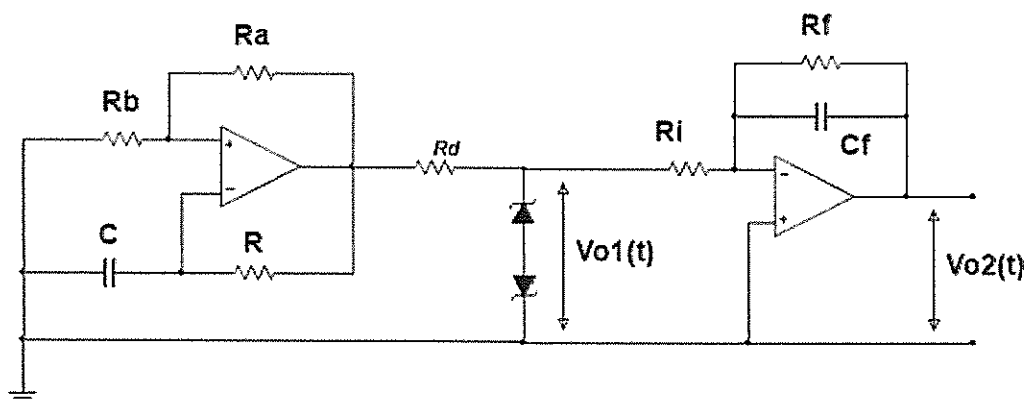 Ra
Rf
Rb
Ri
Rd
Cf
+
-
-
+
C
R
Vo1(t)
Vo2(t)